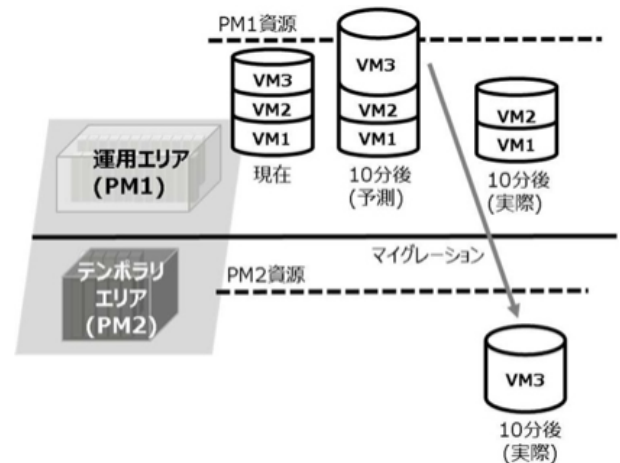 PM1資源
VM3
VM2
VM1
現在
VM3
VM2
VM1
10分後
(予測)
VM2
VM1
10分後
(実際)
運用エリア
(PM1)
マイグレーション
テンポラリ
エリア
(PM2)
PM2資源
VM3
10分後
(実際)